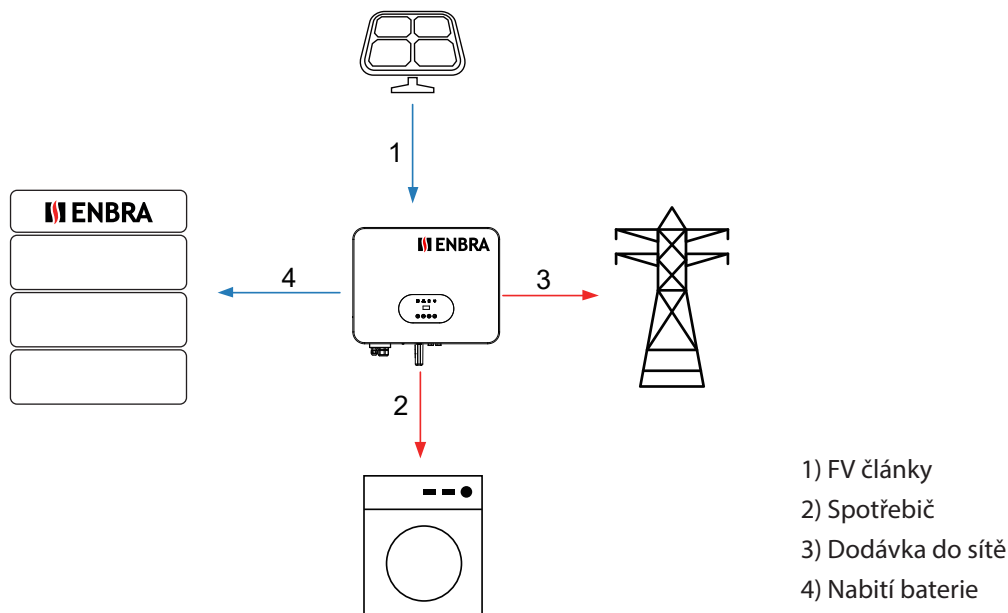 1
ENBRA
ENBRA
4
3
2
1) FV články
2) Spotřebič
3) Dodávka do sítě
4) Nabití baterie